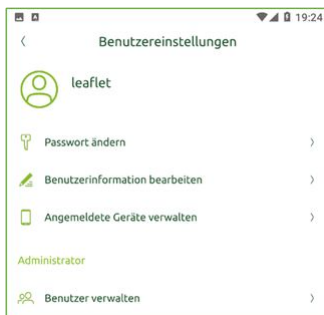 19:24
Benutzereinstellungen
leaflet
Passwort ändern
Benutzerinformation bearbeiten
Angemeldete Geräte verwalten
Administrator
Benutzer verwalten